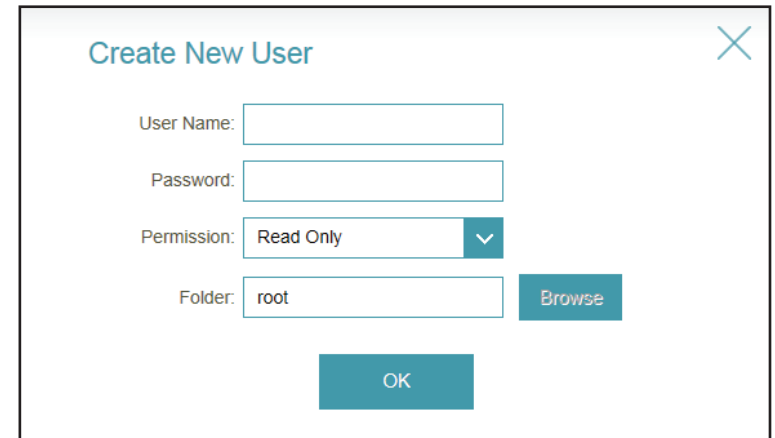 Create New User
User Name:
Password:
Permission: Read Only
Folder: root Browse
OK